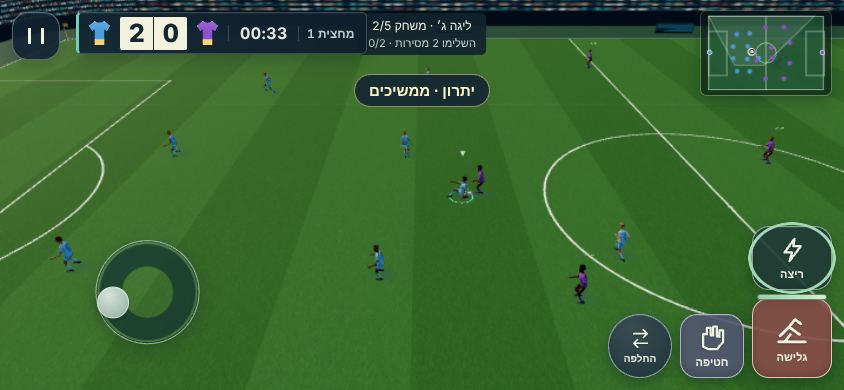 2 0
00:33
מחצית 1
ליגה ג׳ · משחק 2/5
השלימו 2 מסירות · 0/2
יתרון · ממשיכים
ריצה
גלישה
חטיפה
החלפה